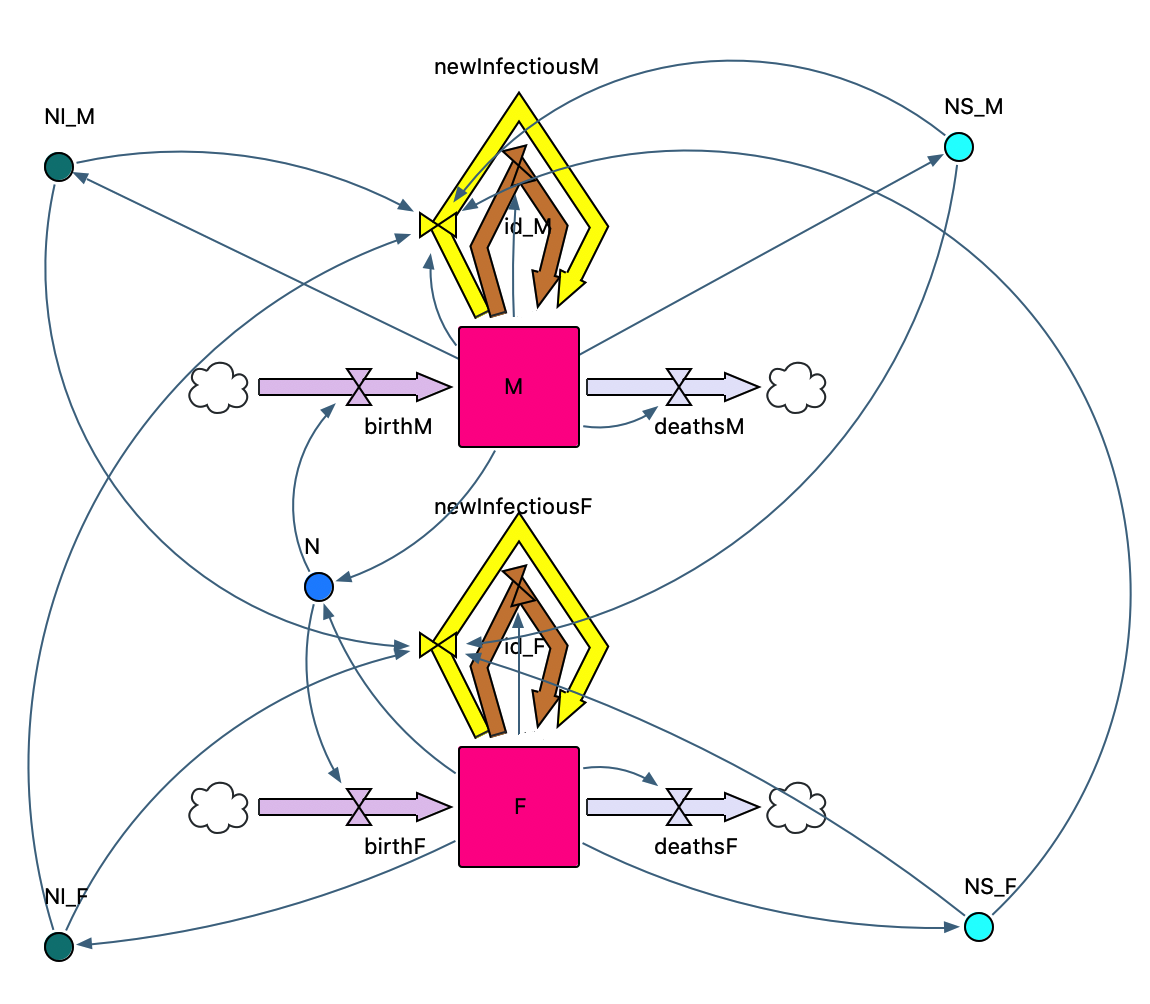 newInfectiousM
NI_M
NS_M
id_M
M
birthM
deathsM
newInfectiousF
N
id_F
F
birthF
deathsF
NI_F
NS_F